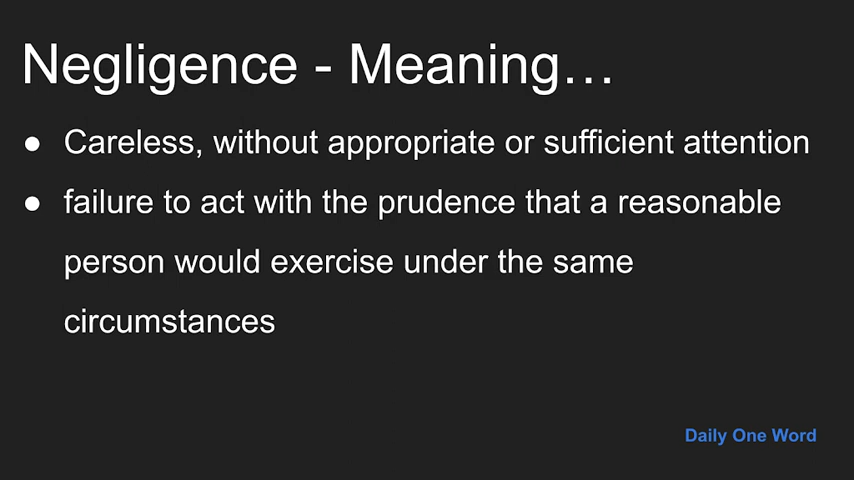 Negligence - Meaning…
● Careless, without appropriate or sufficient attention
● failure to act with the prudence that a reasonable
person would exercise under the same
circumstances
Daily One Word